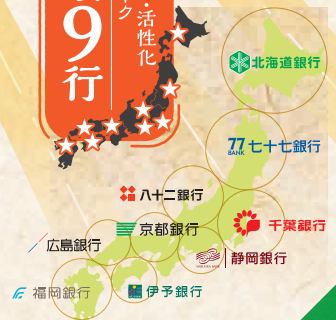 ・活性化
ク
9行
北海道銀行
77
BANK
七十七銀行
八十二銀行
京都銀行
千葉銀行
広島銀行
静岡銀行
福岡銀行
伊予銀行